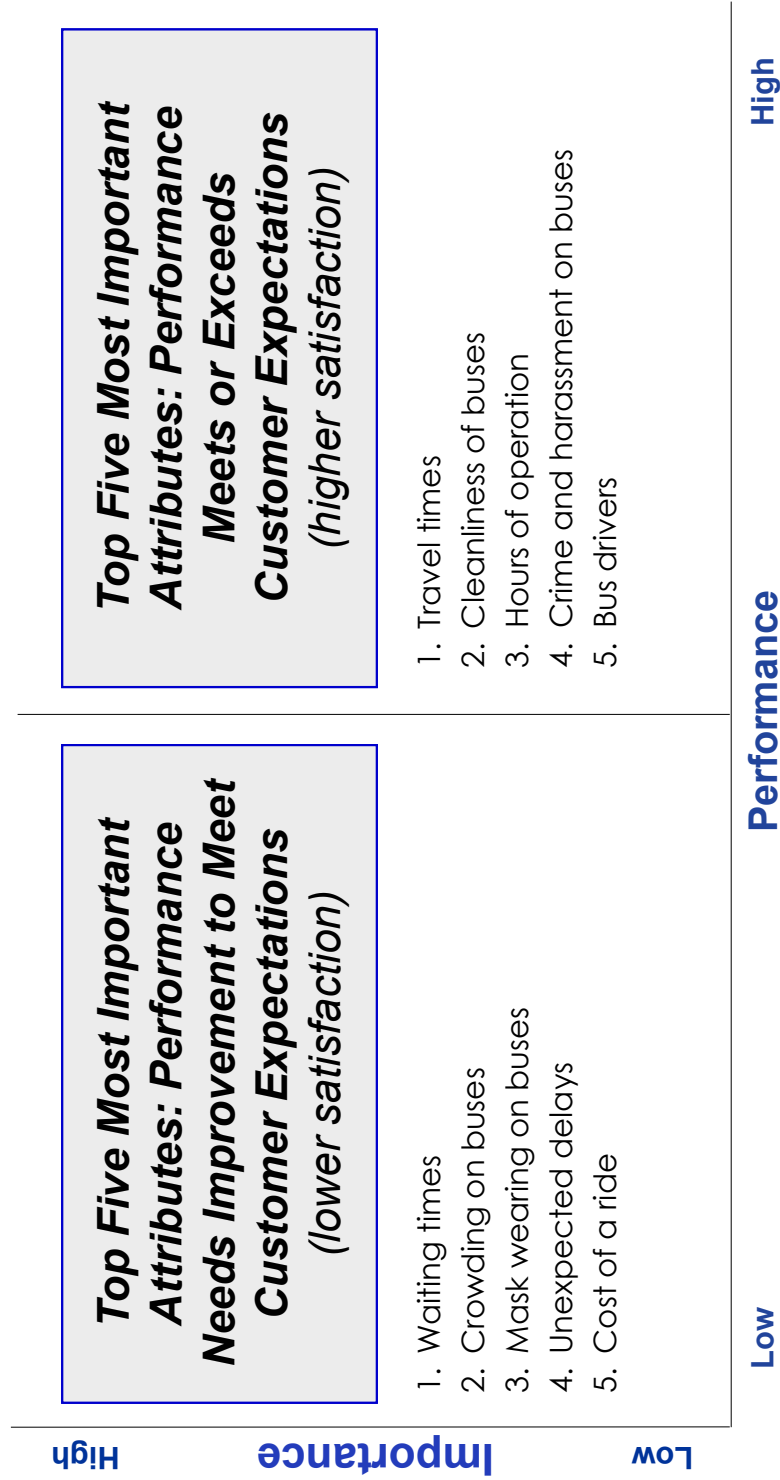 High
Importance
Low
Top Five Most Important
Attributes: Performance
Needs Improvement to Meet
Customer Expectations
(lower satisfaction)
1. Waiting times
2. Crowding on buses
3. Mask wearing on buses
4. Unexpected delays
5. Cost of a ride
Top Five Most Important
Attributes: Performance
Meets or Exceeds
Customer Expectations
(higher satisfaction)
1. Travel times
2. Cleanliness of buses
3. Hours of operation
4. Crime and harassment on buses
5. Bus drivers
Low
Performance
High